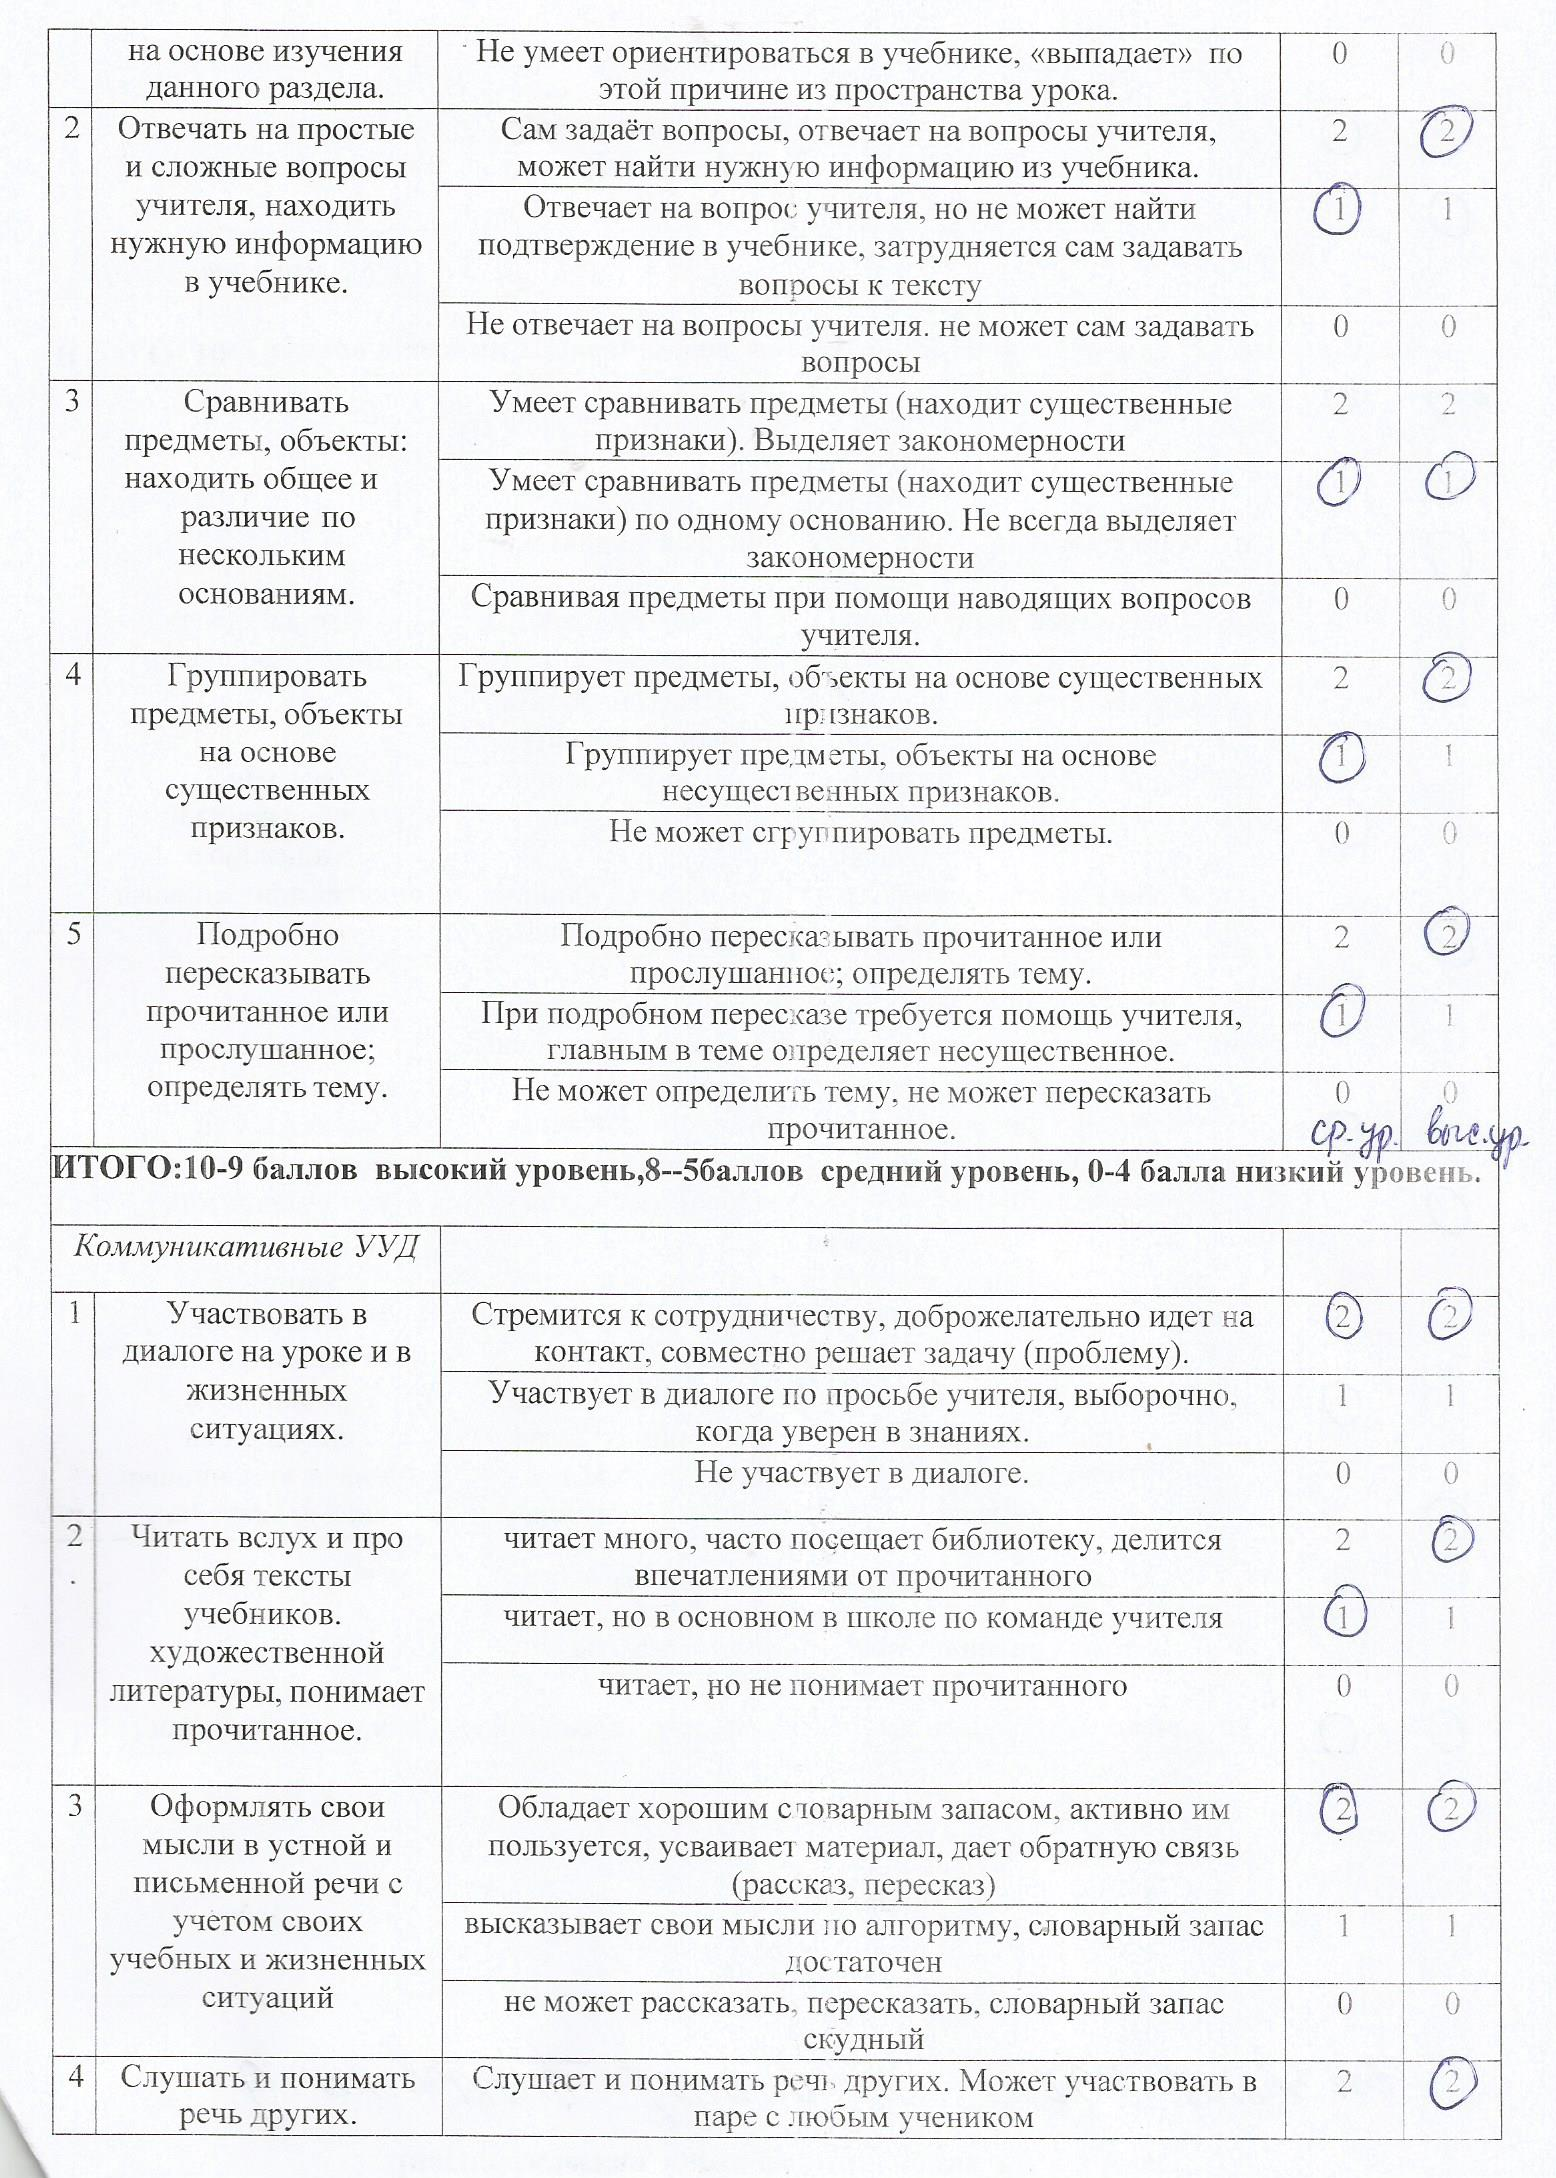 на основе изучения
данного раздела.
Не умеет ориентироваться в учебнике, «выпадает» по
этой причине из пространства урока.
0 0
2
Отвечать на простые
и сложные вопросы
учителя, находить
нужную информацию
в учебнике.
Сам задаёт вопросы, отвечает на вопросы учителя,
может найти нужную информацию из учебника.
2 2
Отвечает на вопрос учителя, но не может найти
подтверждение в учебнике, затрудняется сам задавать
вопросы к тексту
1 1
Не отвечает на вопросы учителя. не может сам задавать
вопросы
0 0
3
Сравнивать
предметы, объекты:
находить общее и
различие по
нескольким
основаниям.
Умеет сравнивать предметы (находит существенные
признаки). Выделяет закономерности
2 2
Умеет сравнивать предметы (находит существенные
признаки) по одному основанию. Не всегда выделяет
закономерности
1 1
Сравнивая предметы при помощи наводящих вопросов
учителя.
0 0
4
Группировать
предметы, объекты
на основе
существенных
признаков.
Группирует предметы, объекты на основе существенных
признаков.
2 2
Группирует предметы, объекты на основе
несущественных признаков.
1 1
Не может сгруппировать предметы.
0 0
5
Подробно
пересказывать
прочитанное или
прослушанное;
определять тему.
Подробно пересказывать прочитанное или
прослушанное; определять тему.
2 2
При подробном пересказе требуется помощь учителя,
главным в теме определяет несущественное.
1 1
Не может определить тему, не может пересказать
прочитанное.
0 0
ср. ур. выс. ур.
ИТОГО:10-9 баллов высокий уровень,8--5баллов средний уровень, 0-4 балла низкий уровень.
Коммуникативные УУД
1
Участвовать в
диалоге на уроке и в
жизненных
ситуациях.
Стремится к сотрудничеству, доброжелательно идет на
контакт, совместно решает задачу (проблему).
2 2
Участвует в диалоге по просьбе учителя, выборочно,
когда уверен в знаниях.
1 1
Не участвует в диалоге.
0 0
2
.
Читать вслух и про
себя тексты
учебников.
художественной
литературы, понимает
прочитанное.
читает много, часто посещает библиотеку, делится
впечатлениями от прочитанного
2 2
читает, но в основном в школе по команде учителя
1 1
читает, но не понимает прочитанного
0 0
3
Оформлять свои
мысли в устной и
письменной речи с
учетом своих
учебных и жизненных
ситуаций
Обладает хорошим словарным запасом, активно им
пользуется, усваивает материал, дает обратную связь
(рассказ, пересказ)
2 2
высказывает свои мысли по алгоритму, словарный запас
достаточен
1 1
не может рассказать, пересказать, словарный запас
скудный
0 0
4
Слушать и понимать
речь других.
Слушает и понимать речь других. Может участвовать в
паре с любым учеником
2 2